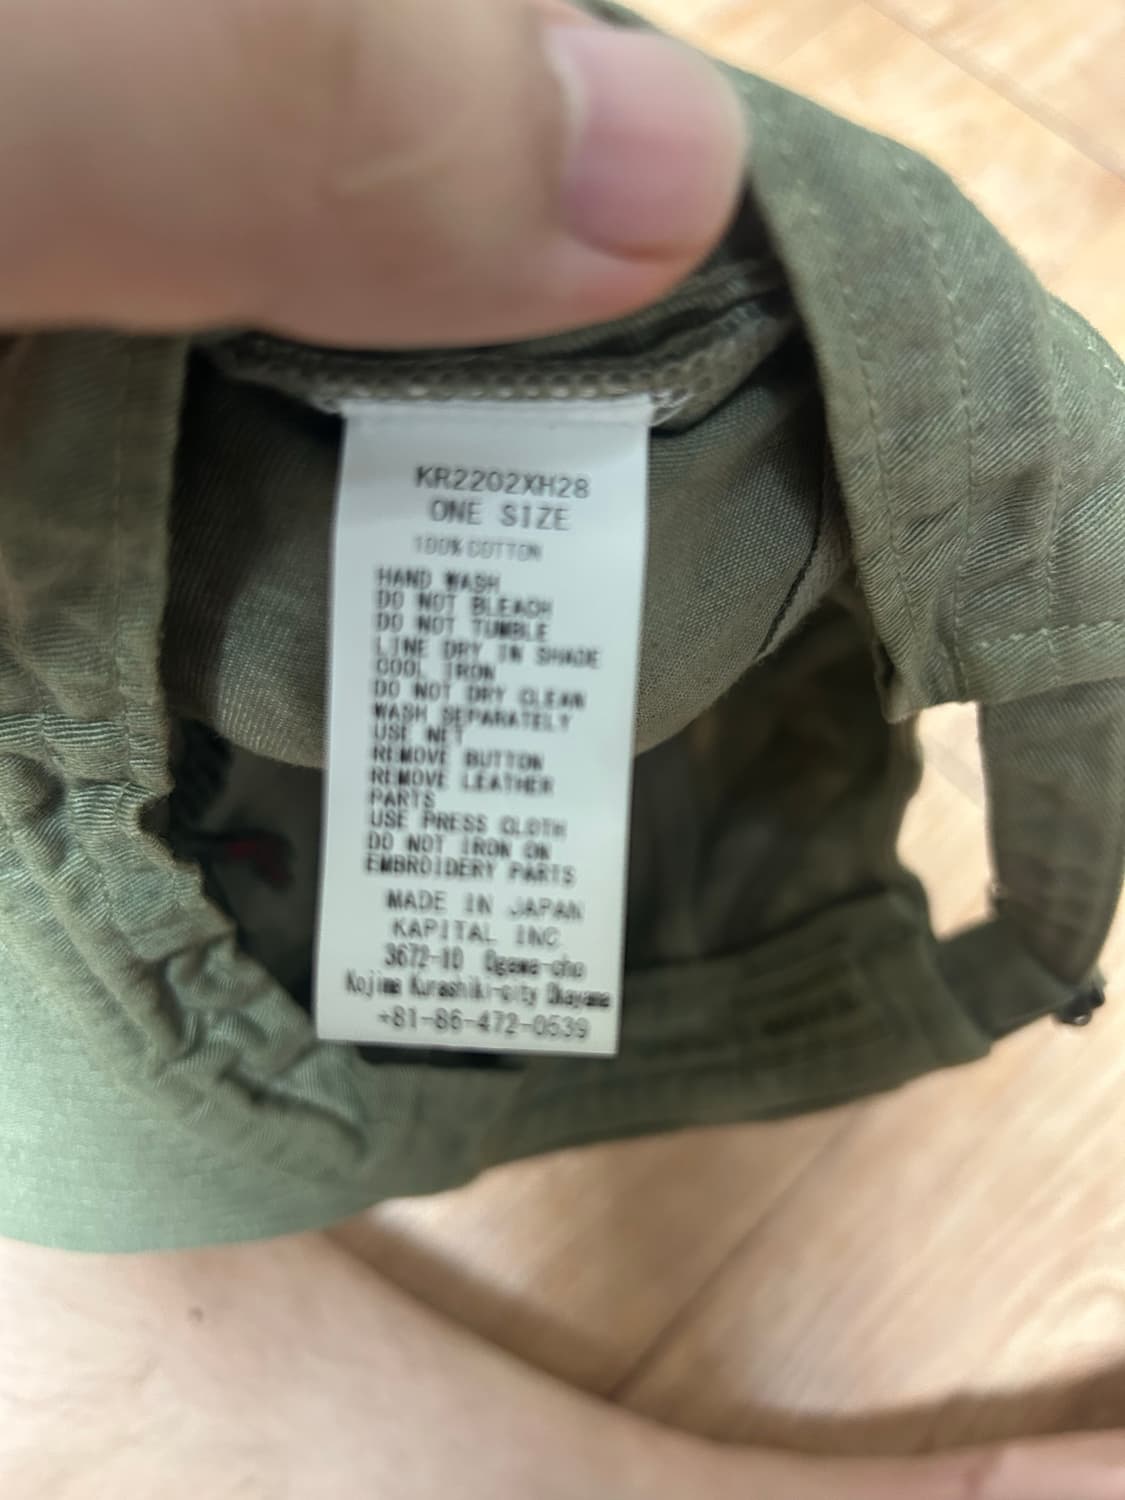 KR2202XH28
ONE SIZE
100% COTTON
HAND WASH
DO NOT BLEACH
DO NOT TUMBLE
LINE DRY IN SHADE
COOL IRON
DO NOT DRY CLEAN
WASH SEPARATELY
USE NET
REMOVE BUTTON
REMOVE LEATHER
PARTS
USE PRESS CLOTH
DO NOT IRON ON
EMBROIDERY PARTS
MADE IN JAPAN
KAPITAL INC.
3672-10 Ogawa-cho
Kojima Kurashiki-city Okayama
+81-86-472-0539